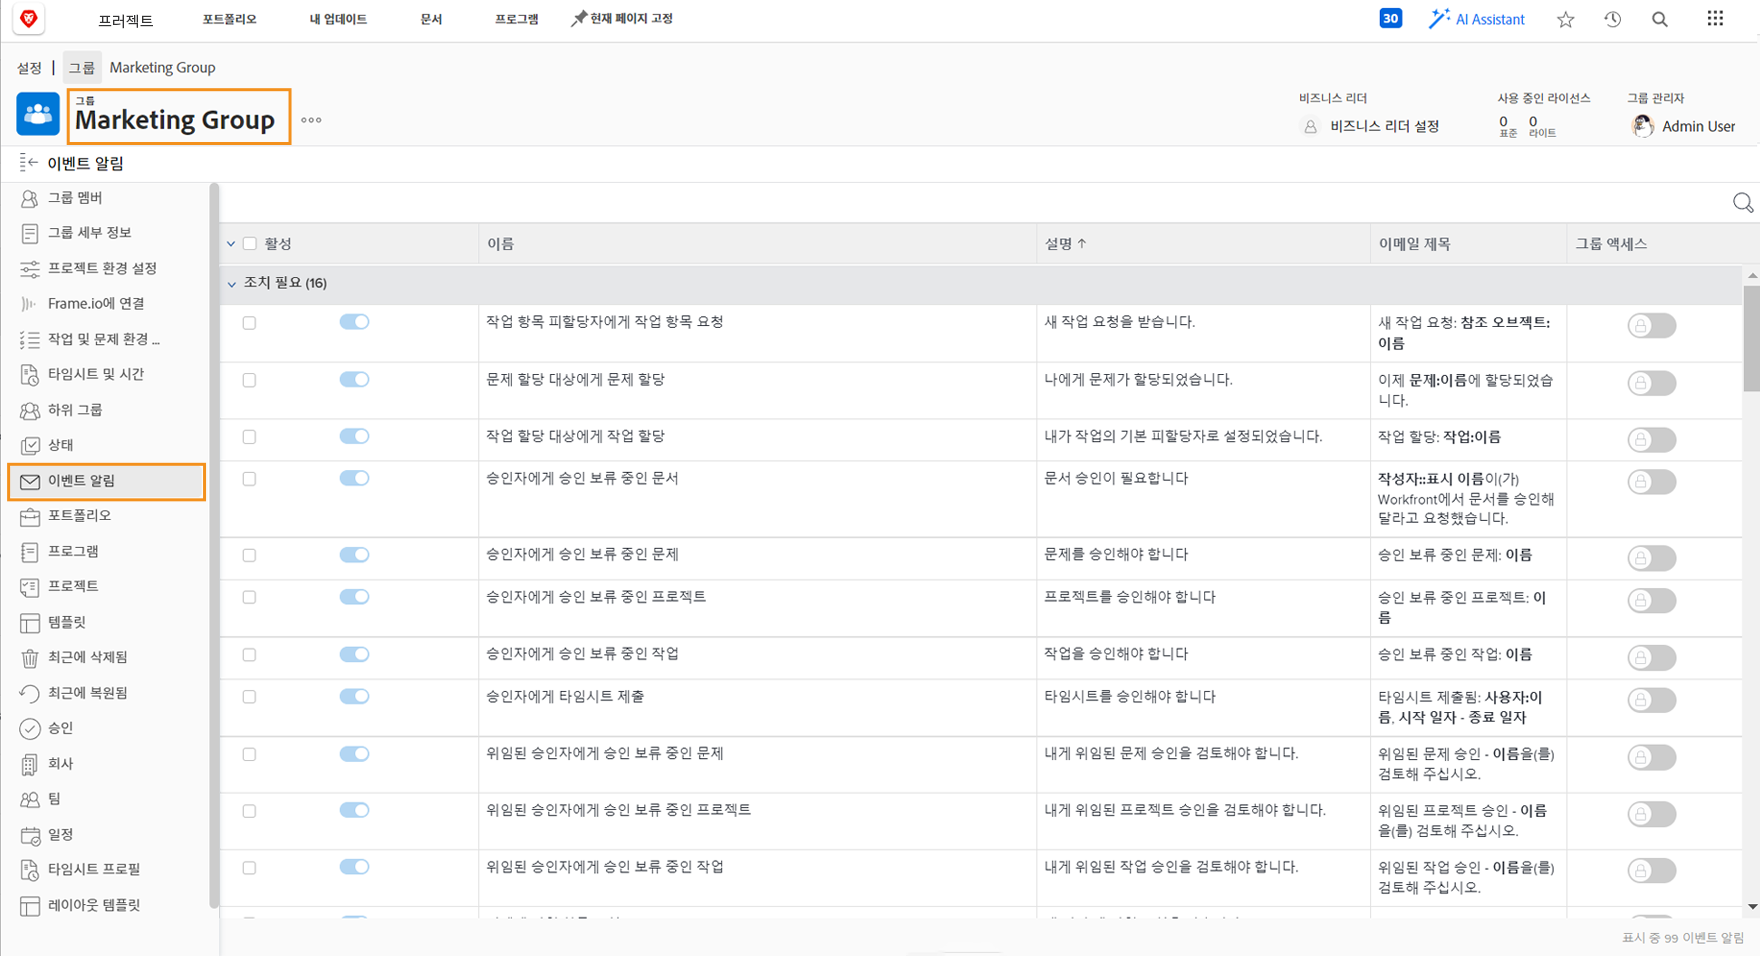 프러젝트 포트폴리오 내 업데이트 문서 프로그램 현재 페이지 고정 30 AI Assistant
설정 | 그룹 Marketing Group
그룹
Marketing Group
비즈니스 리더
비즈니스 리더 설정
사용 중인 라이선스
0 0
표준 라이트
그룹 관리자
Admin User
이벤트 알림
그룹 멤버
그룹 세부 정보
프로젝트 환경 설정
Frame.io에 연결
작업 및 문제 환경 ...
타임시트 및 시간
하위 그룹
상태
이벤트 알림
포트폴리오
프로그램
프로젝트
템플릿
최근에 삭제됨
최근에 복원됨
승인
회사
팀
일정
타임시트 프로필
레이아웃 템플릿
활성 이름 설명 ↑ 이메일 제목 그룹 액세스
조치 필요 (16)
작업 항목 피할당자에게 작업 항목 요청 새 작업 요청을 받습니다. 새 작업 요청: 참조 오브젝트:
이름
문제 할당 대상에게 문제 할당 나에게 문제가 할당되었습니다. 이제 문제:이름에 할당되었습
니다.
작업 할당 대상에게 작업 할당 내가 작업의 기본 피할당자로 설정되었습니다. 작업 할당: 작업:이름
승인자에게 승인 보류 중인 문서 문서 승인이 필요합니다 작성자::표시 이름이(가)
Workfront에서 문서를 승인해
달라고 요청했습니다.
승인자에게 승인 보류 중인 문제 문제를 승인해야 합니다 승인 보류 중인 문제: 이름
승인자에게 승인 보류 중인 프로젝트 프로젝트를 승인해야 합니다 승인 보류 중인 프로젝트: 이
름
승인자에게 승인 보류 중인 작업 작업을 승인해야 합니다 승인 보류 중인 작업: 이름
승인자에게 타임시트 제출 타임시트를 승인해야 합니다 타임시트 제출됨: 사용자:이
름, 시작 일자 - 종료 일자
위임된 승인자에게 승인 보류 중인 문제 내게 위임된 문제 승인을 검토해야 합니다. 위임된 문제 승인 - 이름을(를)
검토해 주십시오.
위임된 승인자에게 승인 보류 중인 프로젝트 내게 위임된 프로젝트 승인을 검토해야 합니다. 위임된 프로젝트 승인 - 이름
을(를) 검토해 주십시오.
위임된 승인자에게 승인 보류 중인 작업 내게 위임된 작업 승인을 검토해야 합니다. 위임된 작업 승인 - 이름을(를)
검토해 주십시오.
표시 중 99 이벤트 알림